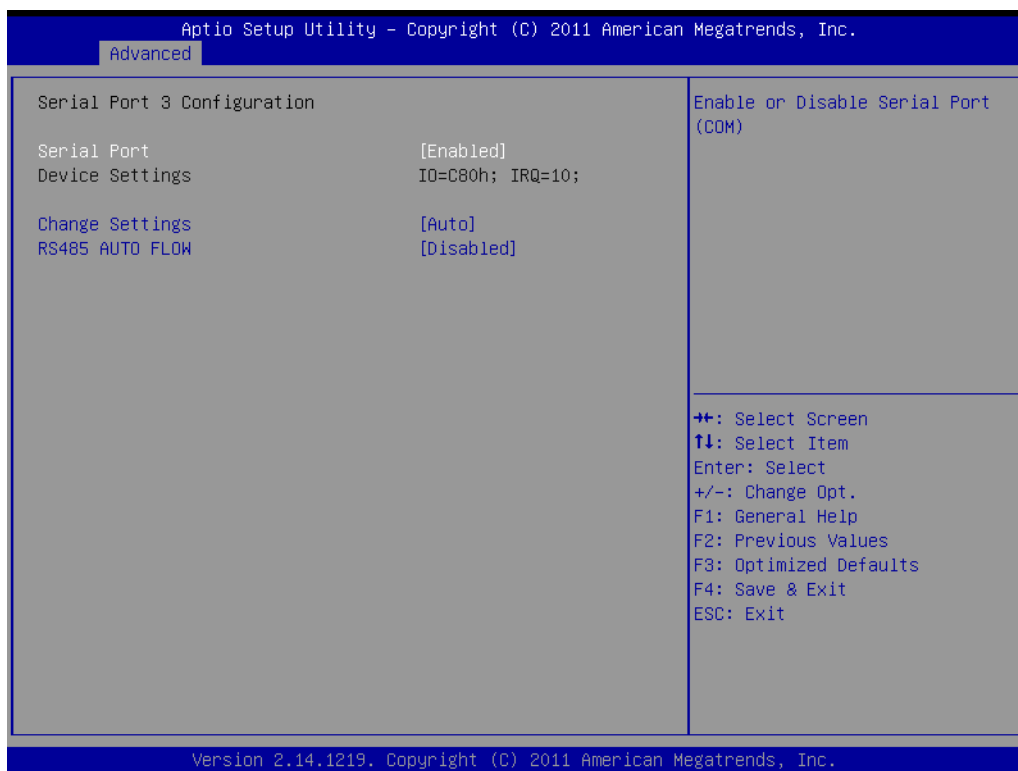 Aptio Setup Utility – Copyright (C) 2011 American Megatrends, Inc.
Advanced
Serial Port 3 Configuration
Serial Port [Enabled]
Device Settings IO=C80h; IRQ=10;
Change Settings [Auto]
RS485 AUTO FLOW [Disabled]
Enable or Disable Serial Port
(COM)
→←: Select Screen
↑↓: Select Item
Enter: Select
+/-: Change Opt.
F1: General Help
F2: Previous Values
F3: Optimized Defaults
F4: Save & Exit
ESC: Exit
Version 2.14.1219. Copyright (C) 2011 American Megatrends, Inc.